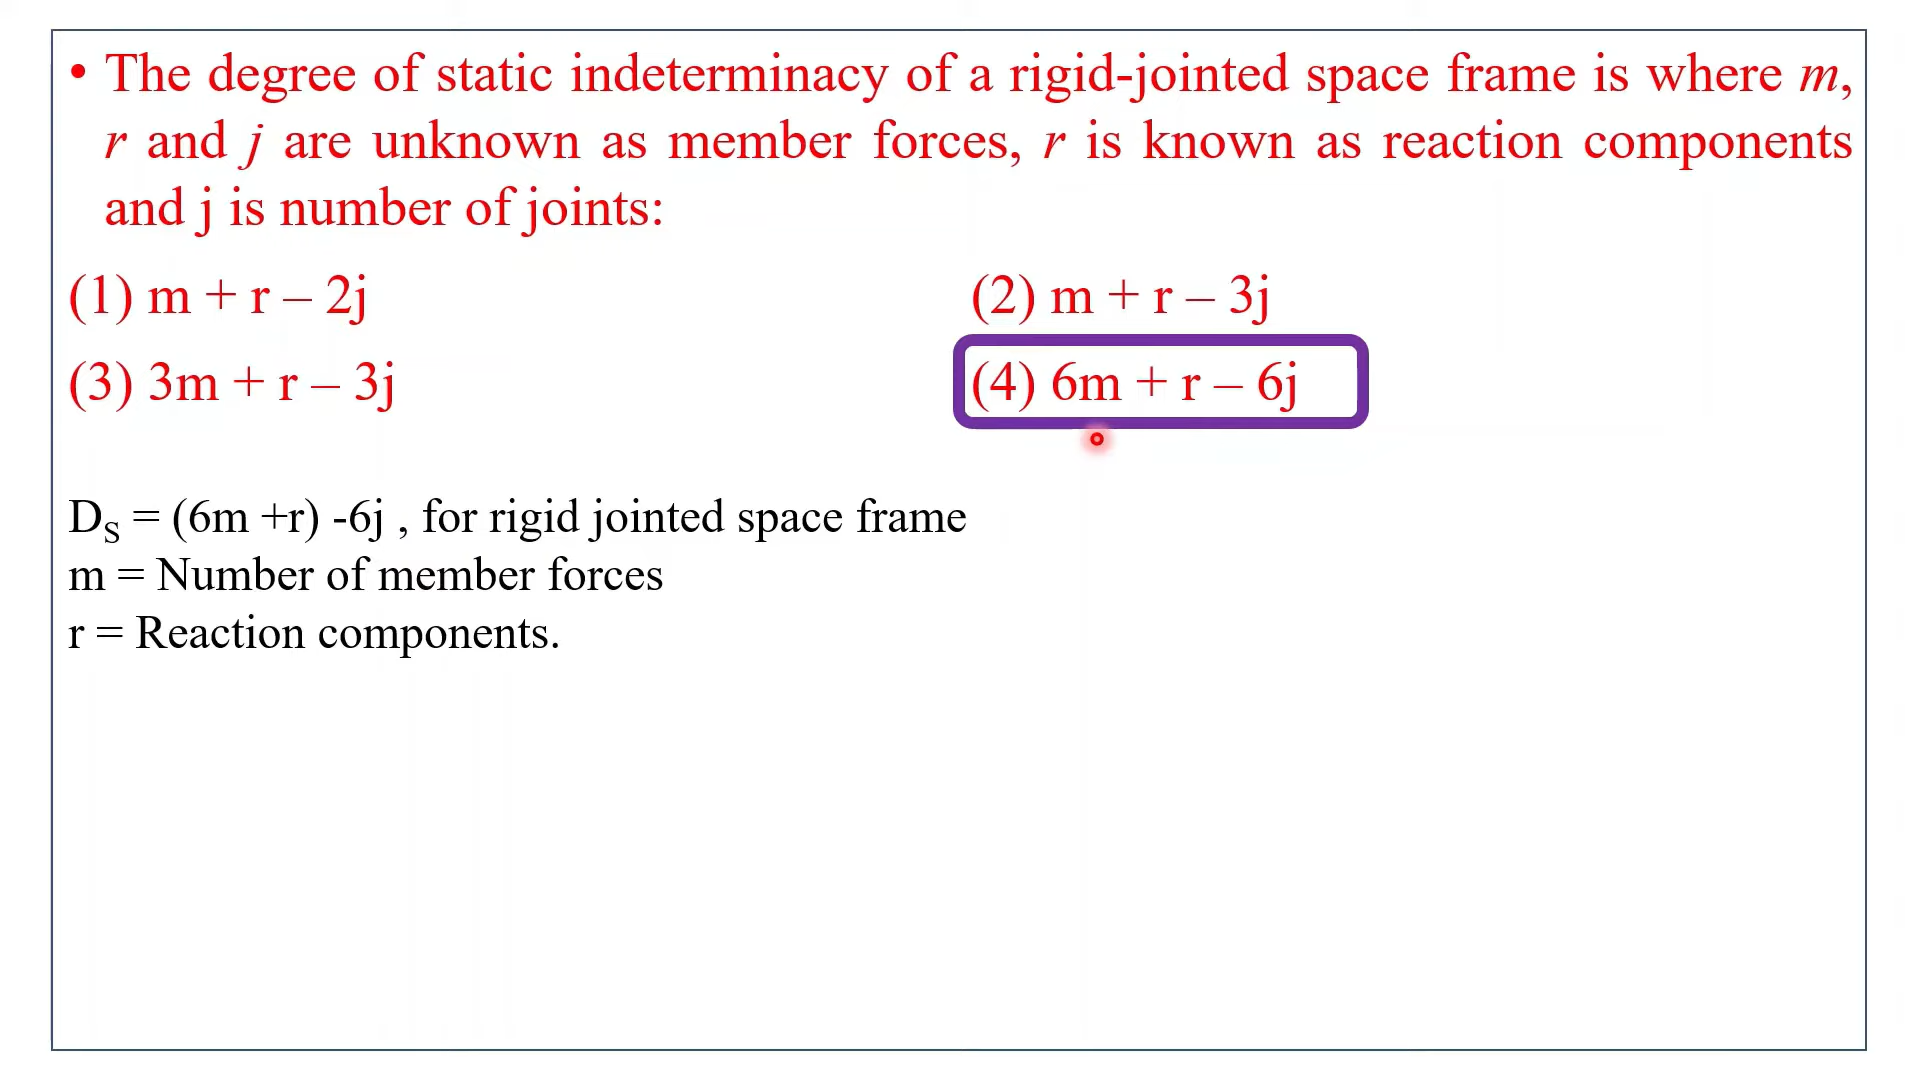 • The degree of static indeterminacy of a rigid-jointed space frame is where m,
r and j are unknown as member forces, r is known as reaction components
and j is number of joints:
(1) m + r – 2j (2) m + r – 3j
(3) 3m + r – 3j (4) 6m + r – 6j
DS = (6m +r) -6j , for rigid jointed space frame
m = Number of member forces
r = Reaction components.